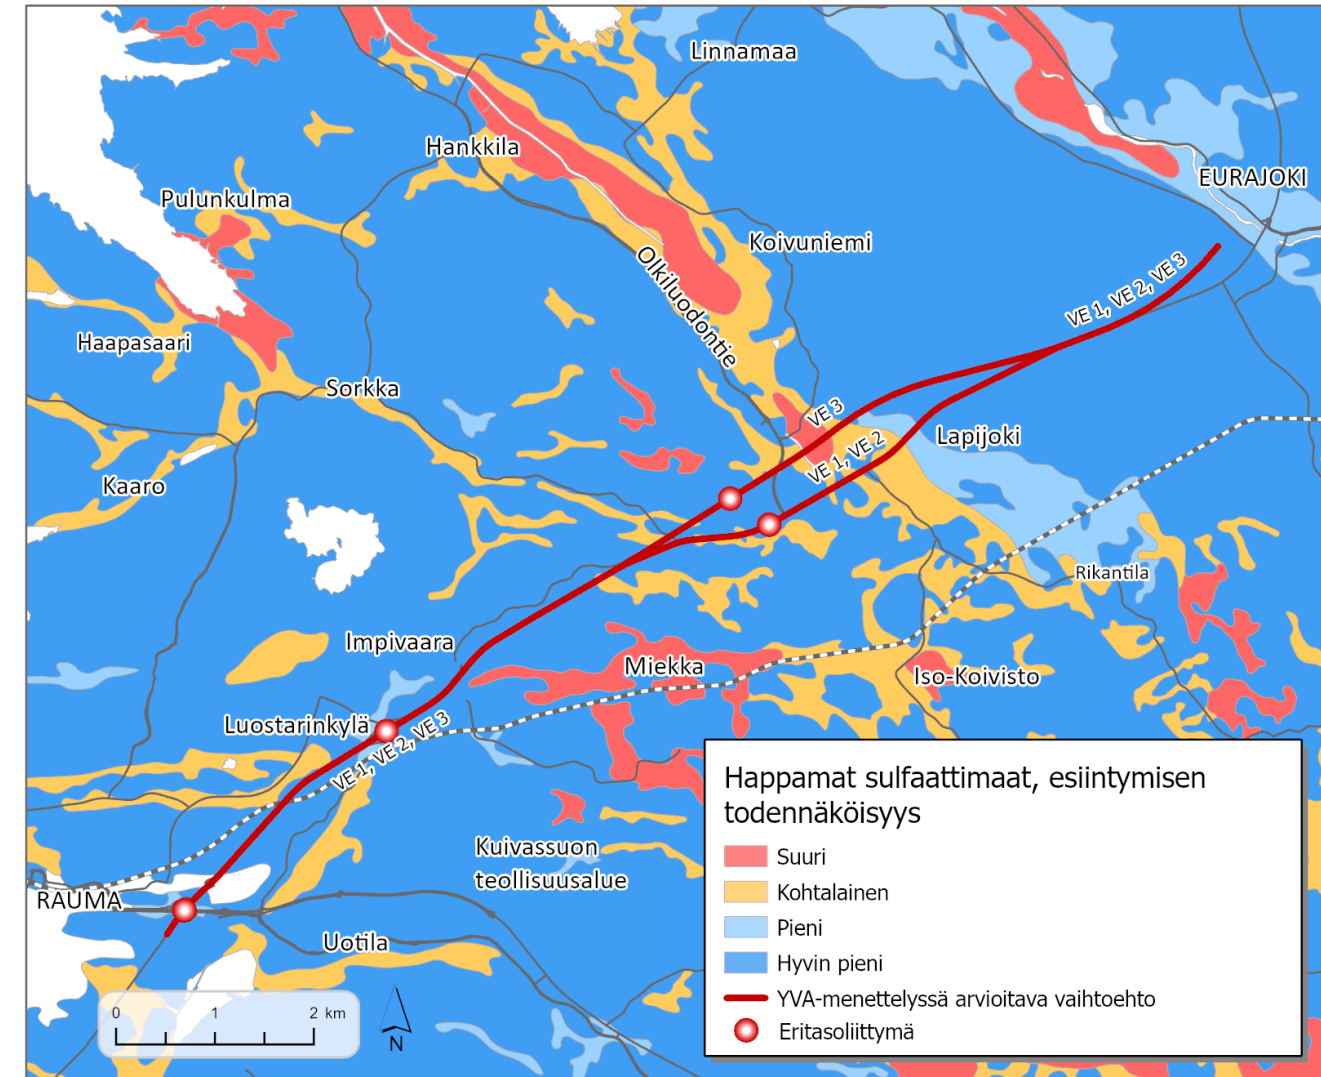 Linnamaa
Hankkila
EURAJOKI
Pulunkulma
Koivuniemi
Olkiluodontie
VE 1, VE 2, VE 3
Haapasaari
Sorkka
VE 3
VE 1, VE 2
Lapijoki
Kaaro
Rikantila
Impivaara
Miekka
Iso-Koivisto
Luostarinkylä
VE 1, VE 2, VE 3
Kuivassuon
teollisuusalue
RAUMA
Uotila
0 1 2 km
N
Happamat sulfaattimaat, esiintymisen
todennäköisyys
Suuri
Kohtalainen
Pieni
Hyvin pieni
YVA-menettelyssä arvioitava vaihtoehto
Eritasoliittymä